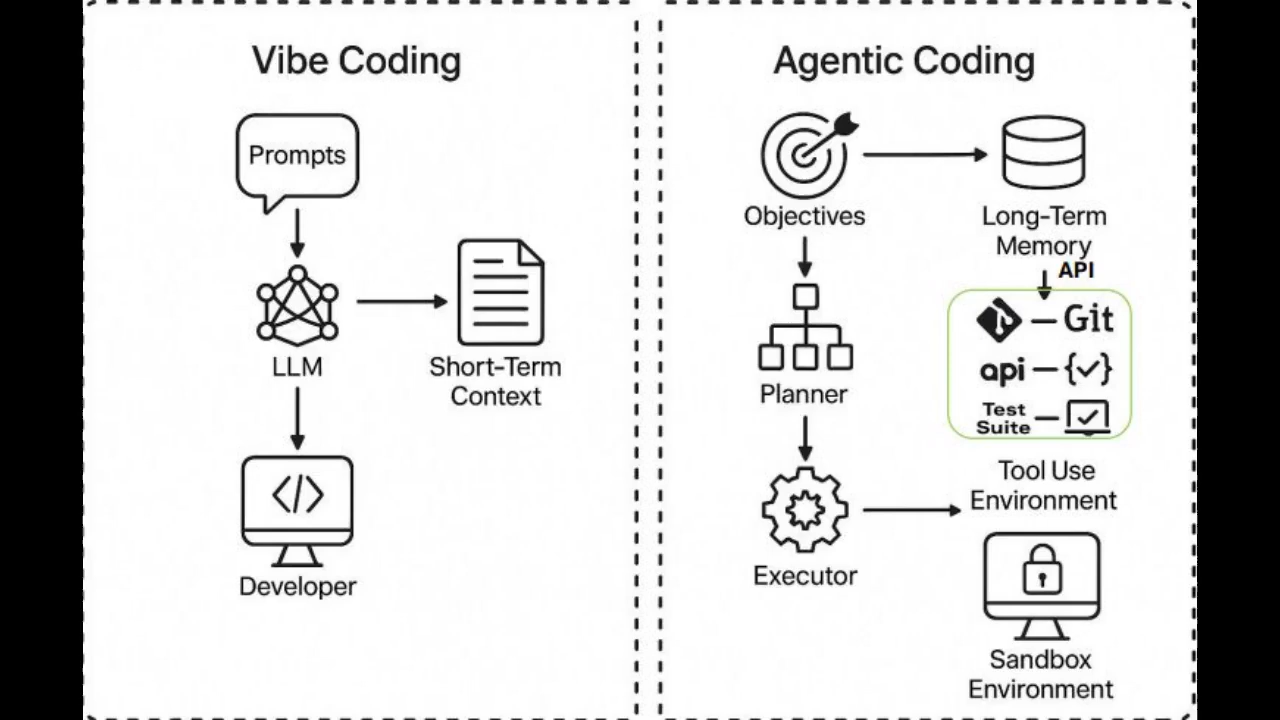 Vibe Coding
Prompts
LLM
Short-Term
Context
Developer
Agentic Coding
Objectives
Long-Term
Memory
API
Git
api
Test
Suite
Planner
Tool Use
Environment
Executor
Sandbox
Environment